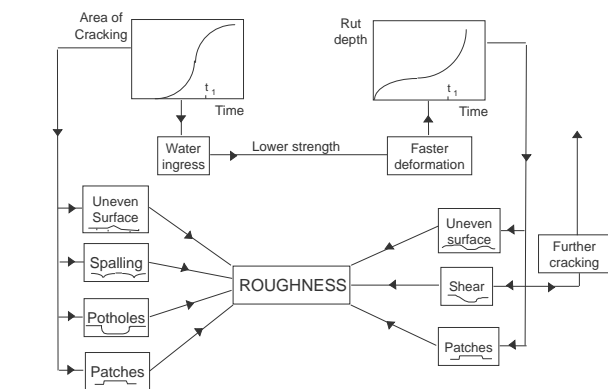 Area of
Cracking
t1
Time
Rut
depth
t1
Time
Water
ingress
Lower strength
Faster
deformation
Uneven
Surface
Spalling
Potholes
Patches
ROUGHNESS
Uneven
surface
Shear
Patches
Further
cracking